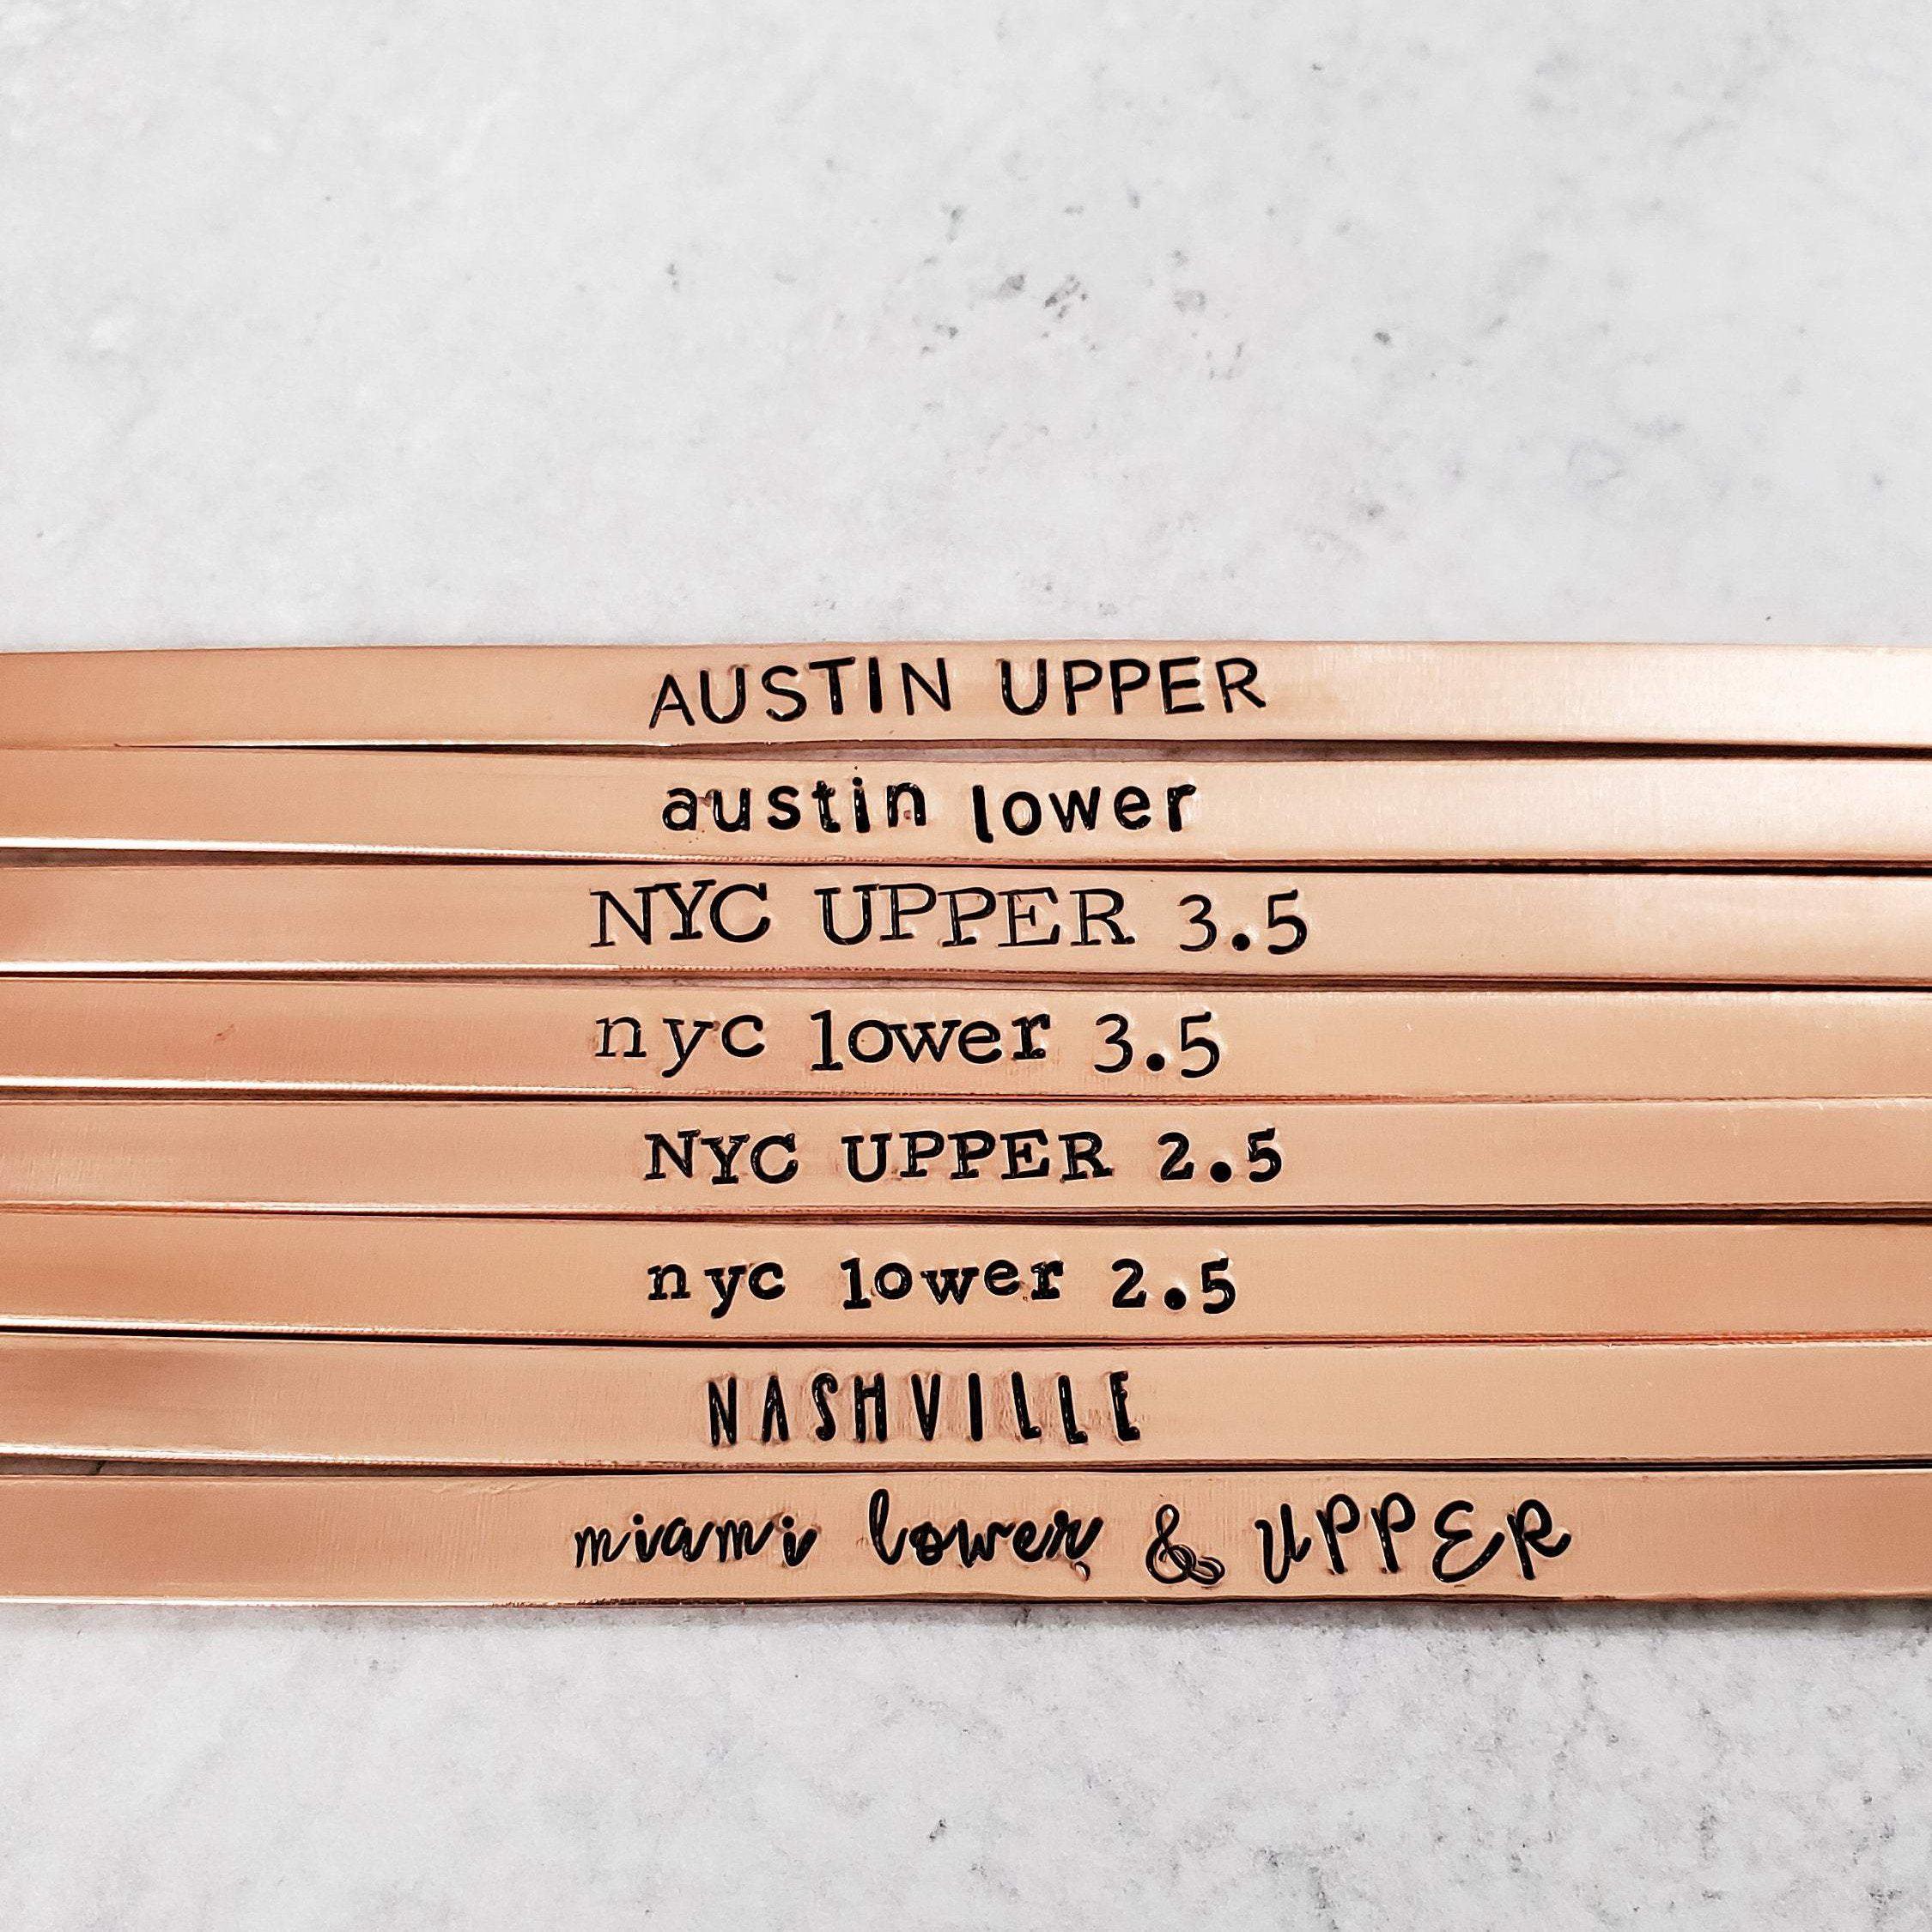 AUSTIN UPPER
austin lower
NYC UPPER 3.5
nyc lower 3.5
NYC UPPER 2.5
nyc lower 2.5
NASHVILLE
miami lower & UPPER